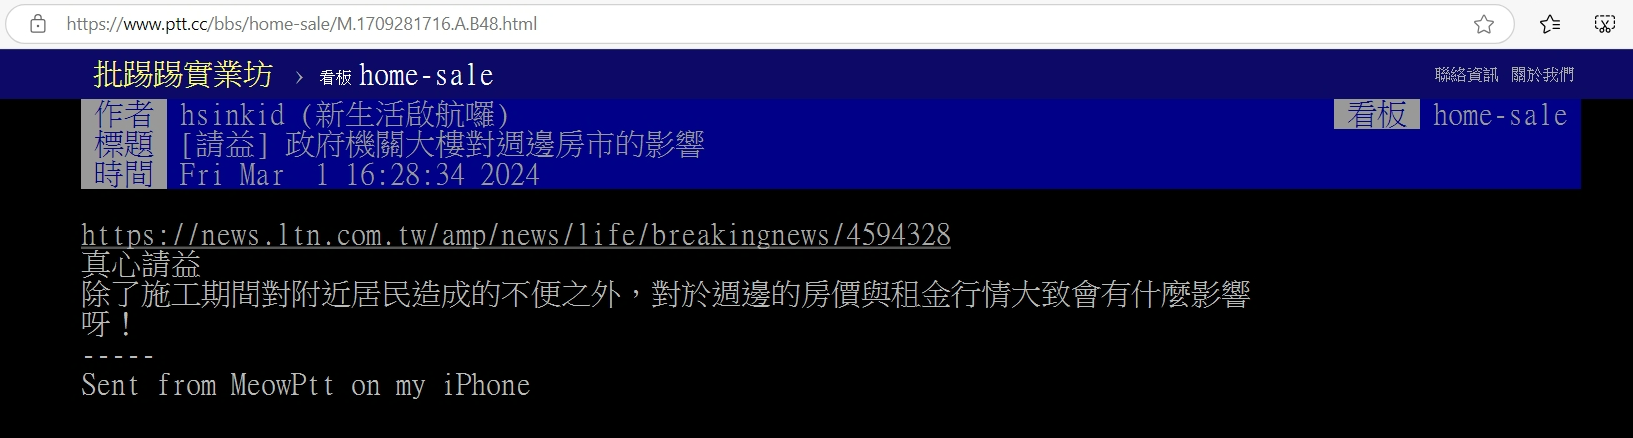 https://www.ptt.cc/bbs/home-sale/M.1709281716.A.B48.html
批踢踢實業坊 › 看板 home-sale 聯絡資訊 關於我們
作者 hsinkid (新生活啟航囉) 看板 home-sale
標題 [請益] 政府機關大樓對週邊房市的影響
時間 Fri Mar  1 16:28:34 2024
https://news.ltn.com.tw/amp/news/life/breakingnews/4594328
真心請益
除了施工期間對附近居民造成的不便之外，對於週邊的房價與租金行情大致會有什麼影響
呀！
-----
Sent from MeowPtt on my iPhone